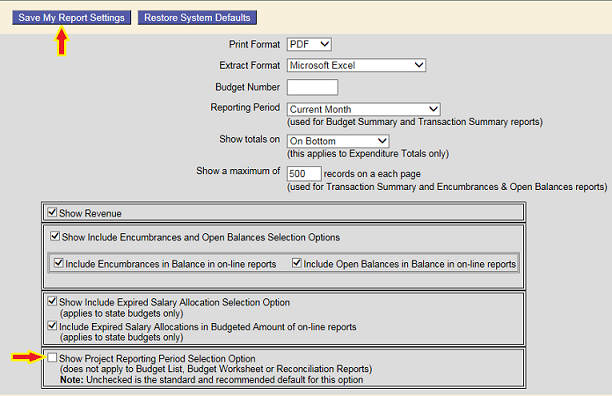 Save My Report Settings Restore System Defaults
Print Format PDF
Extract Format Microsoft Excel
Budget Number
Reporting Period Current Month
(used for Budget Summary and Transaction Summary reports)
Show totals on On Bottom
(this applies to Expenditure Totals only)
Show a maximum of 500 records on a each page
(used for Transaction Summary and Encumbrances & Open Balances reports)
Show Revenue
Show Include Encumbrances and Open Balances Selection Options
Include Encumbrances in Balance in on-line reports Include Open Balances in Balance in on-line reports
Show Include Expired Salary Allocation Selection Option
(applies to state budgets only)
Include Expired Salary Allocations in Budgeted Amount of on-line reports
(applies to state budgets only)
Show Project Reporting Period Selection Option
(does not apply to Budget List, Budget Worksheet or Reconciliation Reports)
Note: Unchecked is the standard and recommended default for this option